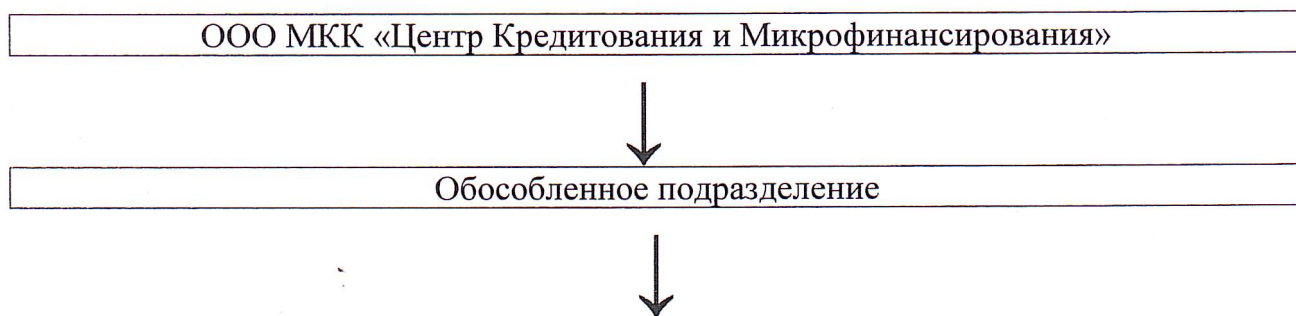 ООО МКК «Центр Кредитования и Микрофинансирования»
Обособленное подразделение